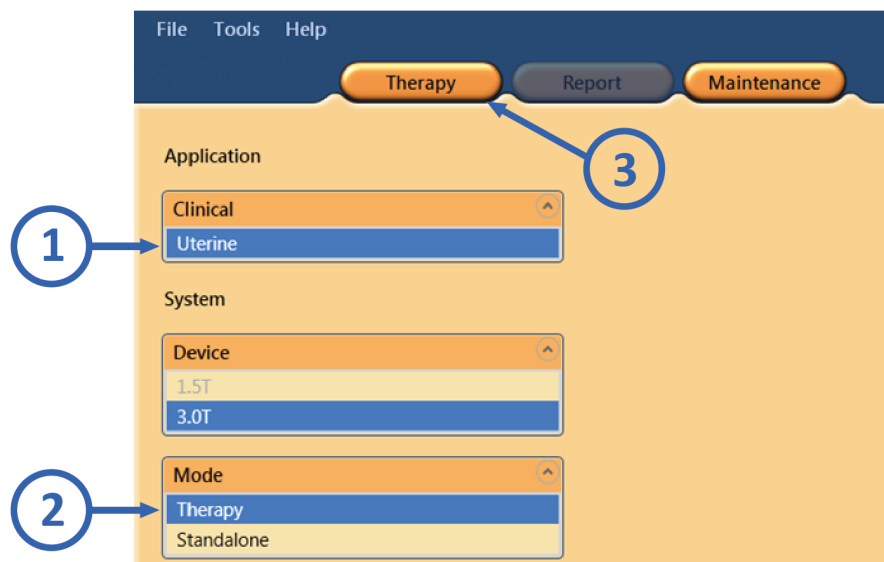 File Tools Help
Therapy Report Maintenance
3
Application
Clinical
1
Uterine
System
Device
1.5T
3.0T
Mode
2
Therapy
Standalone